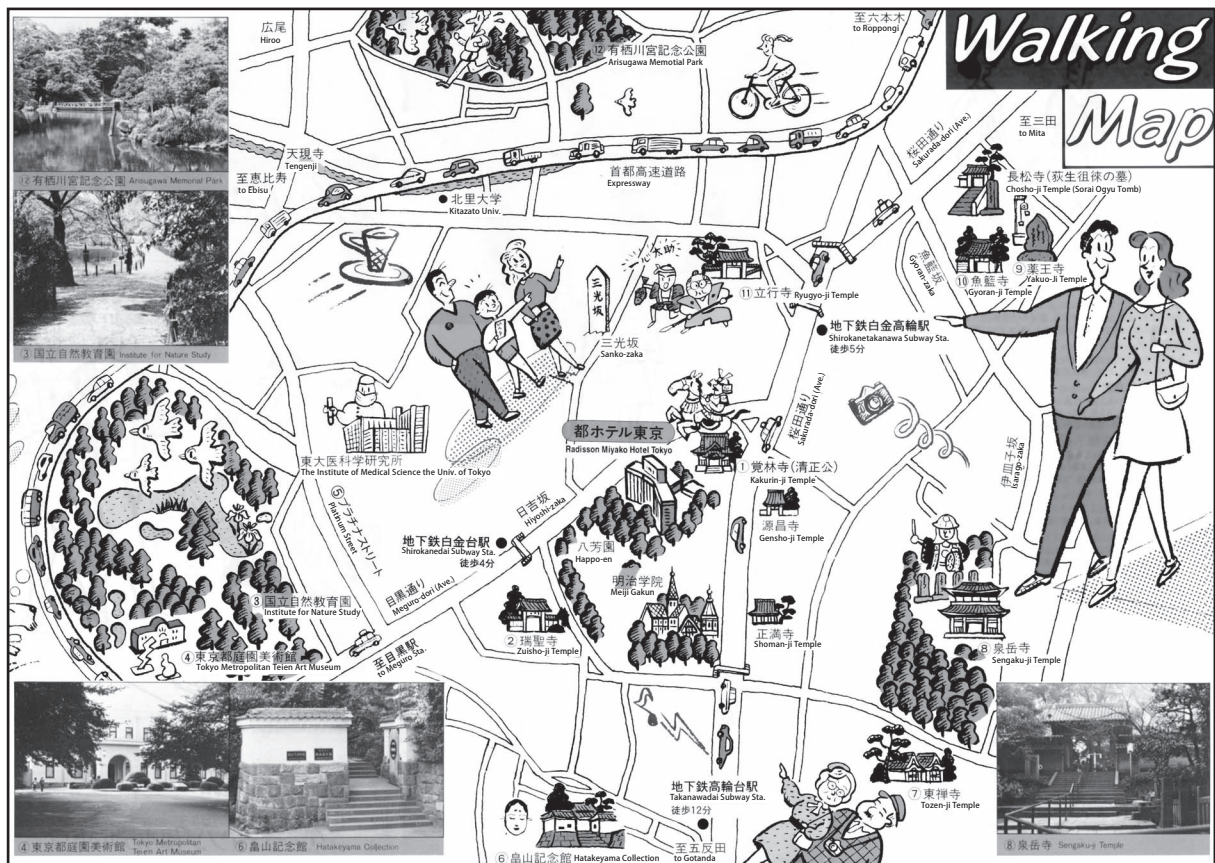 Walking
Map
広尾
Hiroo
⑫有栖川宮記念公園
Arisugawa Memotial Park
至六本木
to Roppongi
桜田通り
Sakurada-dori (Ave.)
至三田
to Mita
天現寺
Tengenji
至恵比寿
to Ebisu
北里大学
Kitazato Univ.
首都高速道路
Expressway
長松寺(荻生徂徠の墓)
Chosho-ji Temple (Sorai Ogyu Tomb)
⑫有栖川宮記念公園 Arisugawa Memorial Park
⑨薬王寺
Yakuo-Ji Temple
⑩魚籃寺
Gyoran-ji Temple
魚籃坂
Gyoran-zaka
⑪立行寺 Ryugyo-ji Temple
三光坂
三光坂
Sanko-zaka
地下鉄白金高輪駅
Shirokanetakanawa Subway Sta.
徒歩5分
③国立自然教育園 Institute for Nature Study
桜田通り
Sakurada-dori (Ave.)
都ホテル東京
Radisson Miyako Hotel Tokyo
東大医科学研究所
The Institute of Medical Science the Univ. of Tokyo
①覚林寺(清正公)
Kakurin-ji Temple
伊皿子坂
Isarago-zaka
⑤プラチナストリート
Platinum Street
日吉坂
Hiyoshi-zaka
源昌寺
Gensho-ji Temple
地下鉄白金台駅
Shirokanedai Subway Sta.
徒歩4分
八芳園
Happo-en
目黒通り
Meguro-dori (Ave.)
明治学院
Meiji Gakun
③国立自然教育園
Institute for Nature Study
②瑞聖寺
Zuisho-ji Temple
正満寺
Shoman-ji Temple
④東京都庭園美術館
Tokyo Metropolitan Teien Art Museum
至目黒駅
to Meguro Sta.
⑧泉岳寺
Sengaku-ji Temple
地下鉄高輪台駅
Takanawadai Subway Sta.
徒歩12分
⑦東禅寺
Tozen-ji Temple
至五反田
to Gotanda
④東京都庭園美術館 Tokyo Metropolitan
Teien Art Museum
⑥畠山記念館 Hatakeyama Collection
⑥畠山記念館 Hatakeyama Collection
⑧泉岳寺 Sengaku-ji Temple